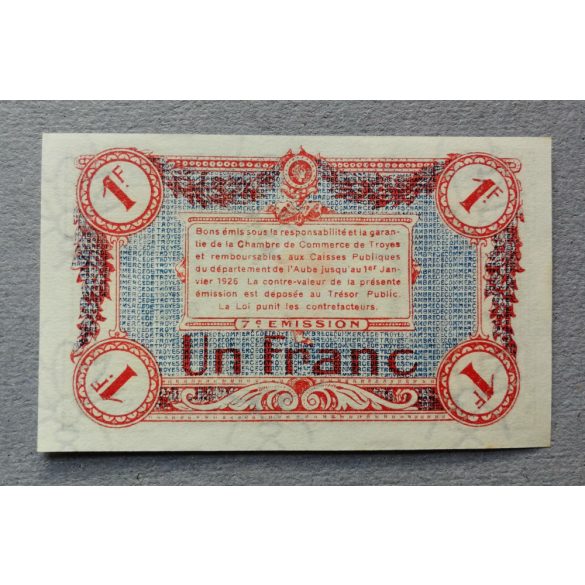 1F
1F
Bons émis sous la responsabilité et la garan-
tie de la Chambre de Commerce de Troyes
et remboursables aux Caisses Publiques
du département de l'Aube jusqu'au 1er Jan-
vier 1926 La contre-valeur de la présente
émission est déposée au Trésor Public.
La Loi punit les contrefacteurs.
7e EMISSION
Un franc
1F
1F